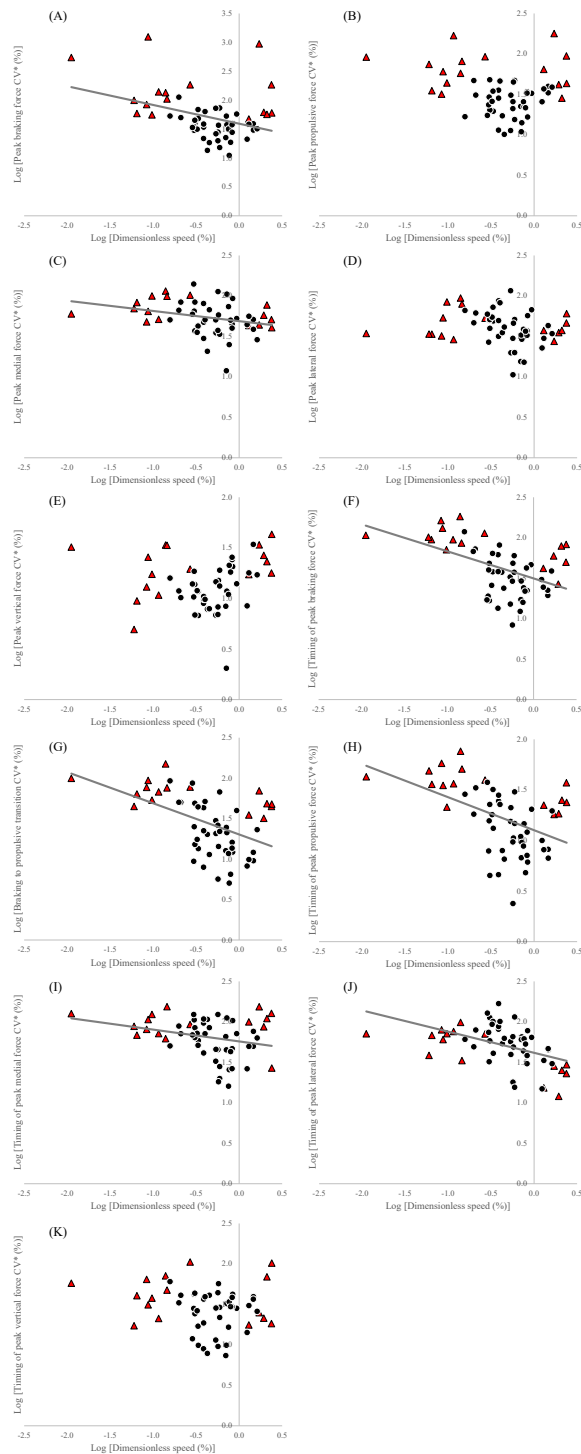 (A)
Log [Peak braking force CV* (%)]
3.5
3.0
2.5
2.0
1.5
1.0
0.5
0.0
-2.5 -2.0 -1.5 -1.0 -0.5 0.0 0.5
Log [Dimensionless speed (%)]
(B)
Log [Peak propulsive force CV* (%)]
2.5
2.0
1.5
1.0
0.5
0.0
-2.5 -2.0 -1.5 -1.0 -0.5 0.0 0.5
Log [Dimensionless speed (%)]
(C)
Log [Peak medial force CV* (%)]
2.5
2.0
1.5
1.0
0.5
0.0
-2.5 -2.0 -1.5 -1.0 -0.5 0.0 0.5
Log [Dimensionless speed (%)]
(D)
Log [Peak lateral force CV* (%)]
2.5
2.0
1.5
1.0
0.5
0.0
-2.5 -2.0 -1.5 -1.0 -0.5 0.0 0.5
Log [Dimensionless speed (%)]
(E)
Log [Peak vertical force CV* (%)]
2.0
1.5
1.0
0.5
0.0
-2.5 -2.0 -1.5 -1.0 -0.5 0.0 0.5
Log [Dimensionless speed (%)]
(F)
Log [Timing of peak braking force CV* (%)]
2.5
2.0
1.5
1.0
0.5
0.0
-2.5 -2.0 -1.5 -1.0 -0.5 0.0 0.5
Log [Dimensionless speed (%)]
(G)
Log [Braking to propulsive transition CV* (%)]
2.5
2.0
1.5
1.0
0.5
0.0
-2.5 -2.0 -1.5 -1.0 -0.5 0.0 0.5
Log [Dimensionless speed (%)]
(H)
Log [Timing of peak propulsive force CV* (%)]
2.0
1.5
1.0
0.5
0.0
-2.5 -2.0 -1.5 -1.0 -0.5 0.0 0.5
Log [Dimensionless speed (%)]
(I)
Log [Timing of peak medial force CV* (%)]
2.5
2.0
1.5
1.0
0.5
0.0
-2.5 -2.0 -1.5 -1.0 -0.5 0.0 0.5
Log [Dimensionless speed (%)]
(J)
Log [Timing of peak lateral force CV* (%)]
2.5
2.0
1.5
1.0
0.5
0.0
-2.5 -2.0 -1.5 -1.0 -0.5 0.0 0.5
Log [Dimensionless speed (%)]
(K)
Log [Timing of peak vertical force CV* (%)]
2.5
2.0
1.5
1.0
0.5
0.0
-2.5 -2.0 -1.5 -1.0 -0.5 0.0 0.5
Log [Dimensionless speed (%)]